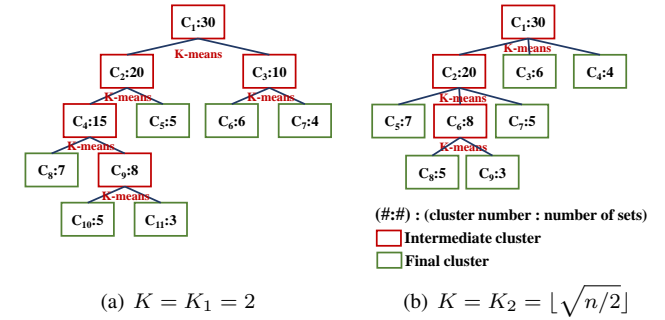 C₁:30
K-means
C₂:20
C₃:10
K-means
K-means
C₄:15
C₅:5
C₆:6
C₇:4
K-means
C₈:7
C₉:8
K-means
C₁₀:5
C₁₁:3
(a) K = K₁ = 2
C₁:30
K-means
C₂:20
C₃:6
C₄:4
K-means
C₅:7
C₆:8
C₇:5
K-means
C₈:5
C₉:3
(#:#) : (cluster number : number of sets)
Intermediate cluster
Final cluster
(b) K = K₂ = ⌊√n/2⌋